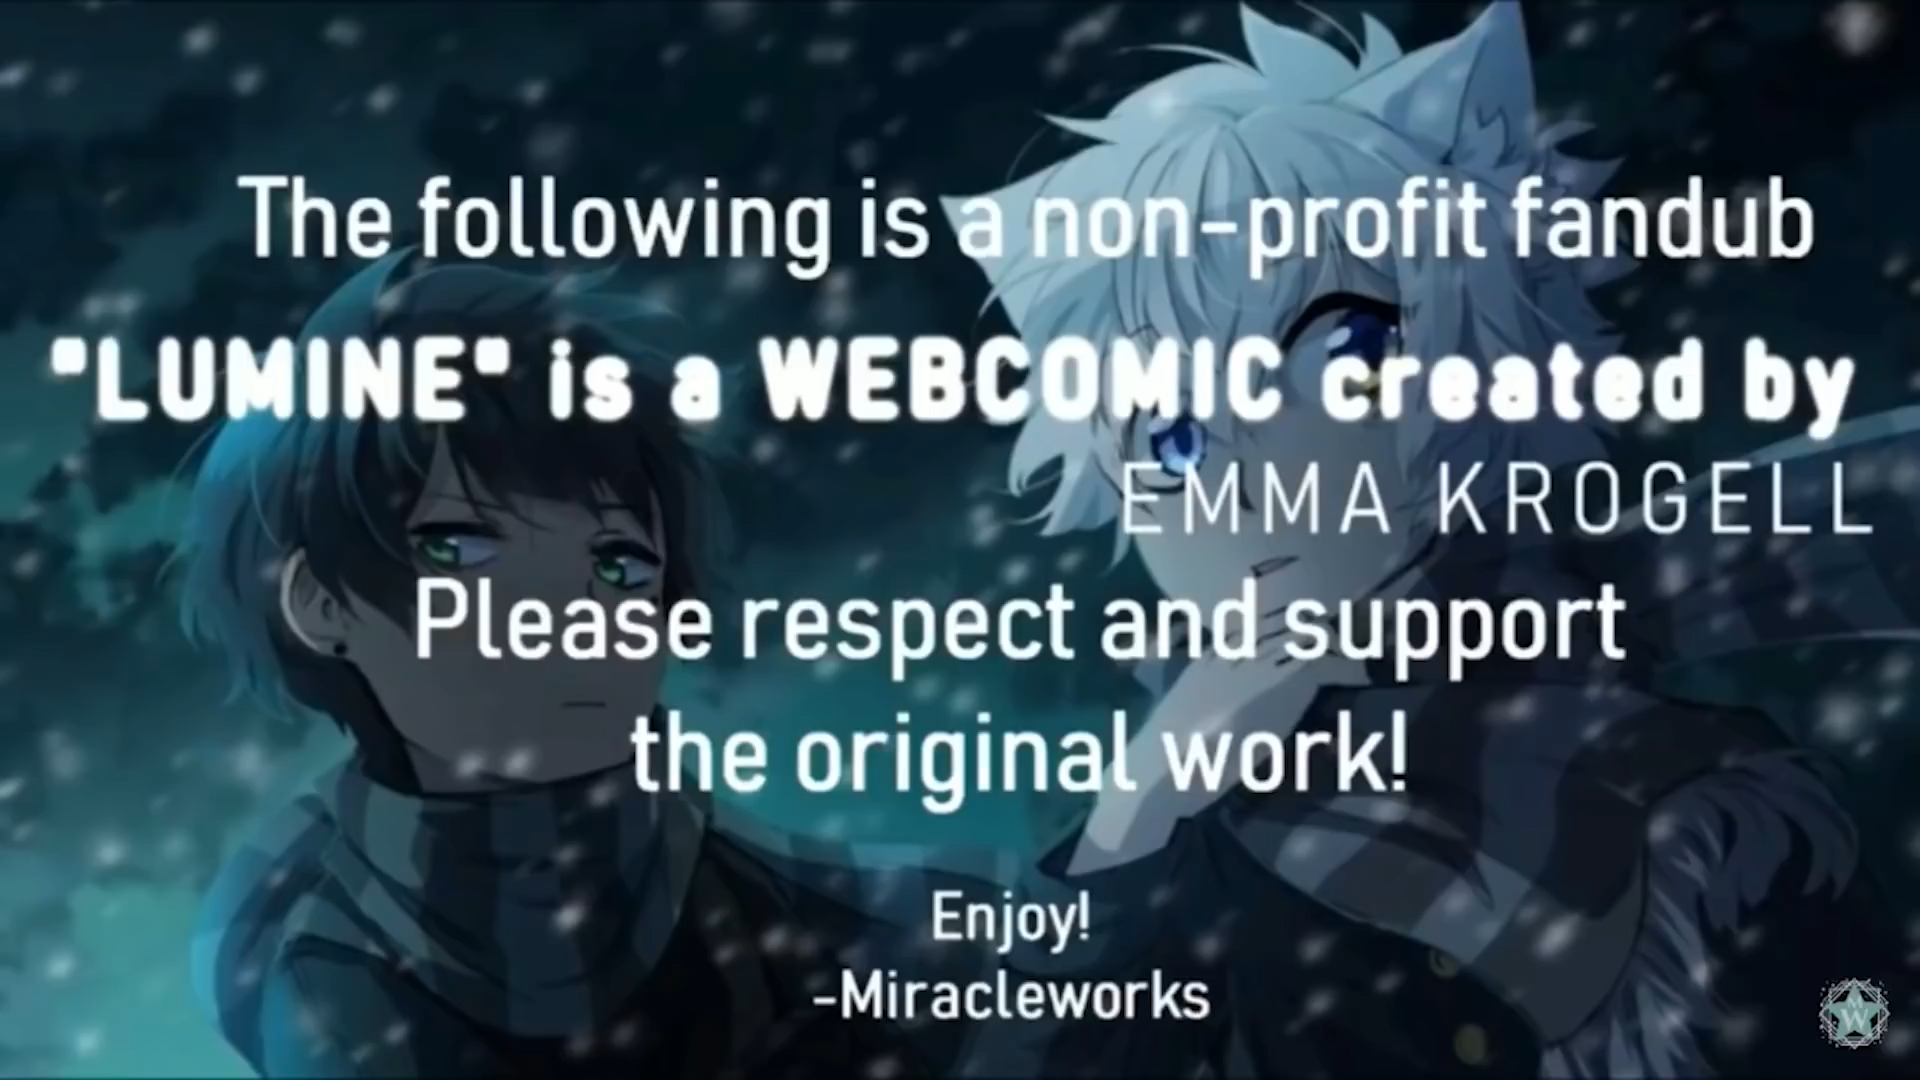 The following is a non-profit fandub
"LUMINE" is a WEBCOMIC created by
EMMA KROGELL
Please respect and support
the original work!
Enjoy!
-Miracleworks
W